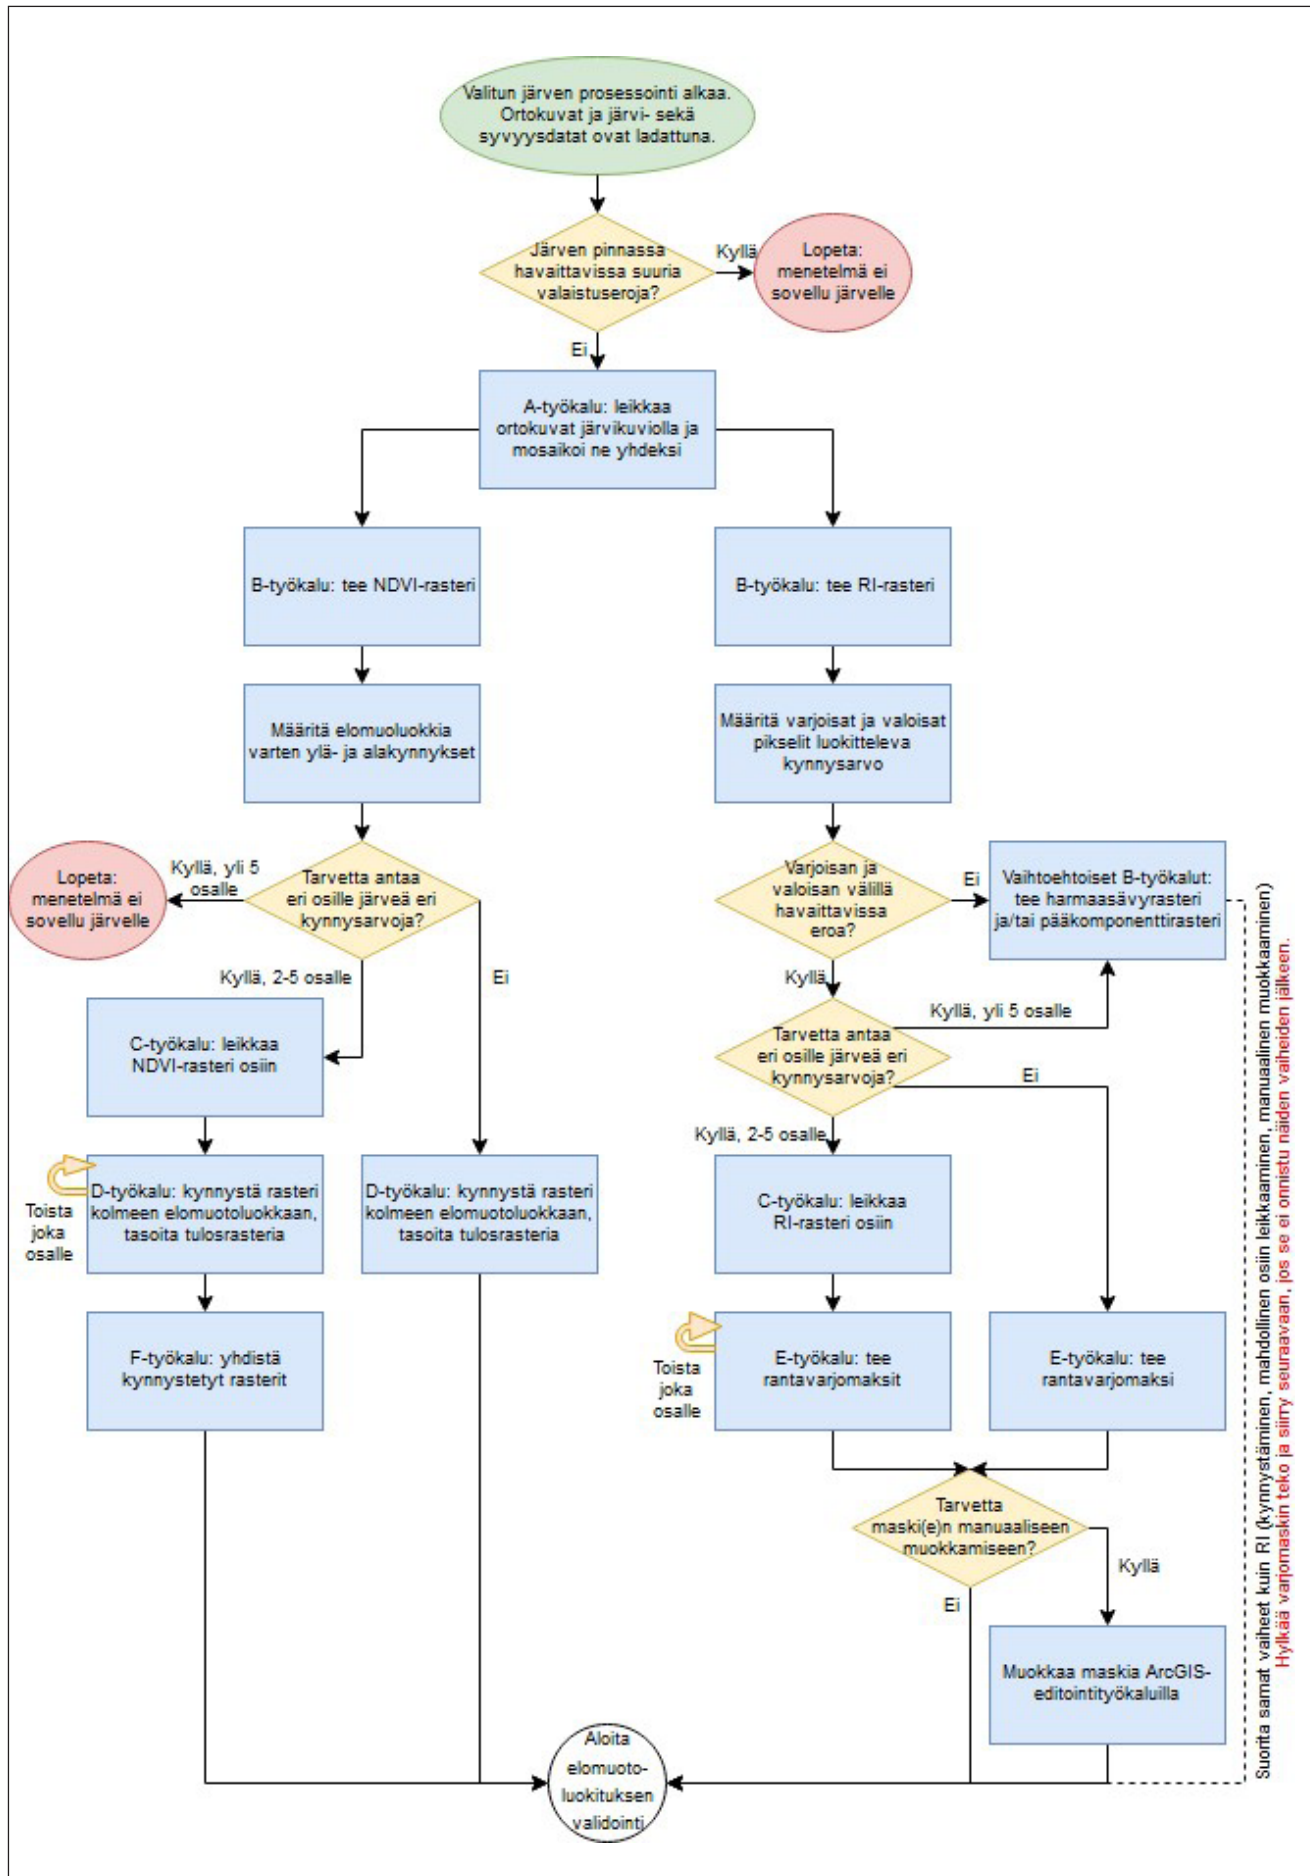 Valitun järven prosessointi alkaa.
Ortokuvat ja järvi- sekä
syvyysdatat ovat ladattuna.
Järven pinnassa
havaittavissa suuria
valaistuseroja?
Kyllä
Lopeta:
menetelmä ei
sovellu järvelle
Ei
A-työkalu: leikkaa
ortokuvat järvikuviolla ja
mosaikoi ne yhdeksi
B-työkalu: tee NDVI-rasteri
B-työkalu: tee RI-rasteri
Määritä elomuoluokkia
varten ylä- ja alakynnykset
Määritä varjoisat ja valoisat
pikselit luokitteleva
kynnysarvo
Lopeta:
menetelmä ei
sovellu järvelle
Kyllä, yli 5
osalle
Tarvetta antaa
eri osille järveä eri
kynnysarvoja?
Varjoisan ja
valoisan välillä
havaittavissa
eroa?
Ei
Vaihtoehtoiset B-työkalut:
tee harmaasävyrasteri
ja/tai pääkomponenttirasteri
Kyllä, 2-5 osalle
Ei
Kyllä
C-työkalu: leikkaa
NDVI-rasteri osiin
Tarvetta antaa
eri osille järveä eri
kynnysarvoja?
Kyllä, yli 5 osalle
Ei
Kyllä, 2-5 osalle
Toista
joka
osalle
D-työkalu: kynnystä rasteri
kolmeen elomuotoluokkaan,
tasoita tulosrasteria
D-työkalu: kynnystä rasteri
kolmeen elomuotoluokkaan,
tasoita tulosrasteria
C-työkalu: leikkaa
RI-rasteri osiin
F-työkalu: yhdistä
kynnystetyt rasterit
Toista
joka
osalle
E-työkalu: tee
rantavarjomaksit
E-työkalu: tee
rantavarjomaksi
Tarvetta
maski(e)n manuaaliseen
muokkamiseen?
Kyllä
Ei
Muokkaa maskia ArcGIS-
editointityökaluilla
Aloita
elomuoto-
luokituksen
validointi
Suorita samat vaiheet kuin RI (kynnystäminen, mahdollinen osiin leikkaaminen, manuaalinen muokkaaminen)
Hylkää varjomaskin teko ja siirry seuraavaan, jos se ei onnistu näiden vaiheiden jälkeen.